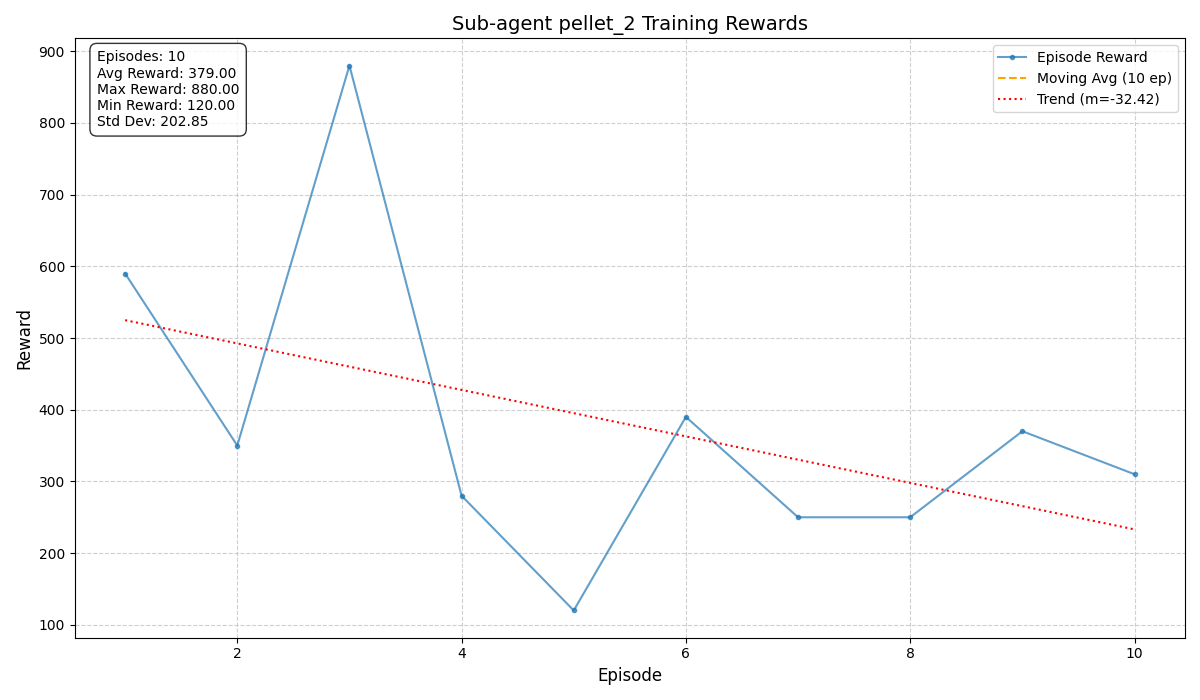 Sub-agent pellet_2 Training Rewards
Episodes: 10
Avg Reward: 379.00
Max Reward: 880.00
Min Reward: 120.00
Std Dev: 202.85
Episode Reward
Moving Avg (10 ep)
Trend (m=-32.42)
900
800
700
600
500
400
300
200
100
Reward
2
4
6
8
10
Episode